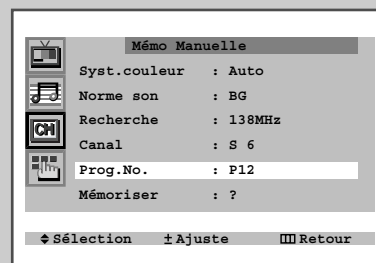 Mémo Manuelle
Syst.couleur : Auto
Norme son : BG
Recherche : 138MHz
CH
Canal : S 6
Prog.No. : P12
Mémoriser : ?
Sélection ± Ajuste Retour